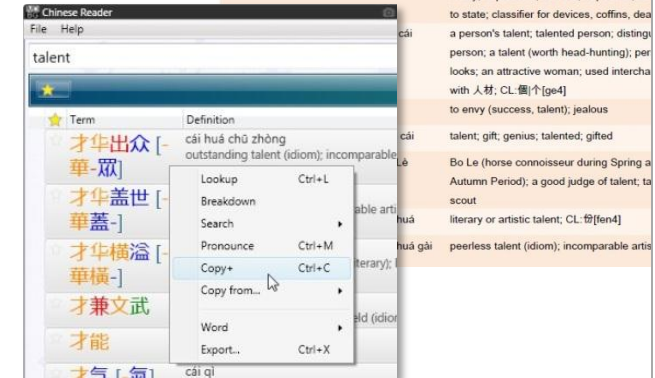 Chinese Reader
File Help
talent
Term Definition
才华出众 [-
華-眾]
cái huá chū zhòng
outstanding talent (idiom); incomparable
才华盖世 [-
華蓋-]
able arti
才华横溢 [-
華橫-]
terary);
才兼文武
eld (idior
才能
才气 [-氣]
cái qì
Lookup Ctrl+L
Breakdown
Search
Pronounce Ctrl+M
Copy+ Ctrl+C
Copy from...
Word
Export... Ctrl+X
to state; classifier for devices, coffins, dea
cái a person's talent; talented person; distingu
person; a talent (worth head-hunting); per
looks; an attractive woman; used intercha
with 人材; CL:個|个[ge4]
to envy (success, talent); jealous
cái talent; gift; genius; talented; gifted
Lè Bo Le (horse connoisseur during Spring a
Autumn Period); a good judge of talent; ta
scout
huá literary or artistic talent; CL:份[fen4]
huá gài peerless talent (idiom); incomparable artis